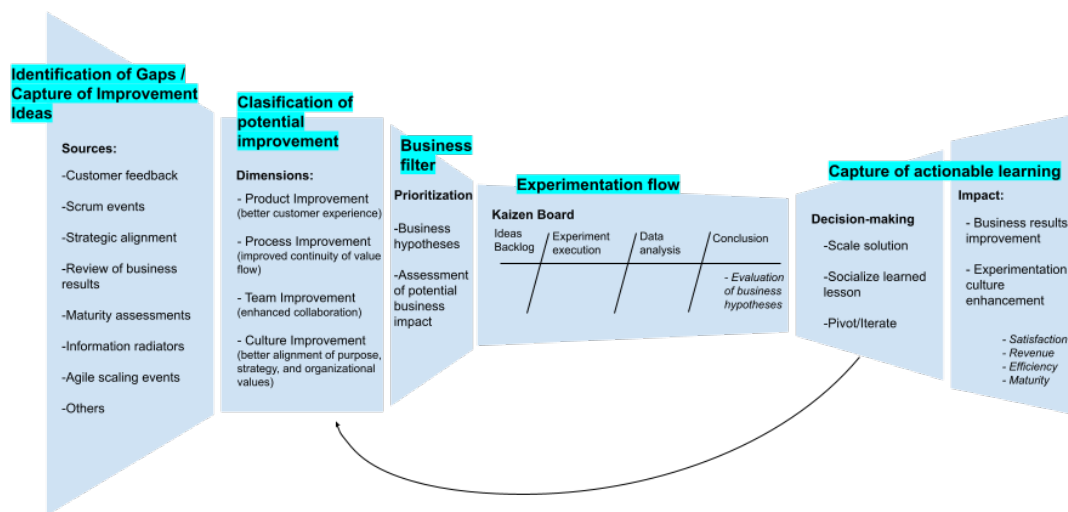 Identification of Gaps /
Capture of Improvement
Ideas
Sources:
-Customer feedback
-Scrum events
-Strategic alignment
-Review of business
results
-Maturity assessments
-Information radiators
-Agile scaling events
-Others
Clasification of
potential
improvement
Dimensions:
- Product Improvement
(better customer experience)
- Process Improvement
(improved continuity of value
flow)
- Team Improvement
(enhanced collaboration)
- Culture Improvement
(better alignment of purpose,
strategy, and organizational
values)
Business
filter
Prioritization
-Business
hypotheses
-Assessment
of potential
business
impact
Experimentation flow
Kaizen Board
Ideas
Backlog
Experiment
execution
Data
analysis
Conclusion
- Evaluation
of business
hypotheses
Capture of actionable learning
Decision-making
-Scale solution
-Socialize learned
lesson
-Pivot/Iterate
Impact:
- Business results
improvement
- Experimentation
culture
enhancement
- Satisfaction
- Revenue
- Efficiency
- Maturity